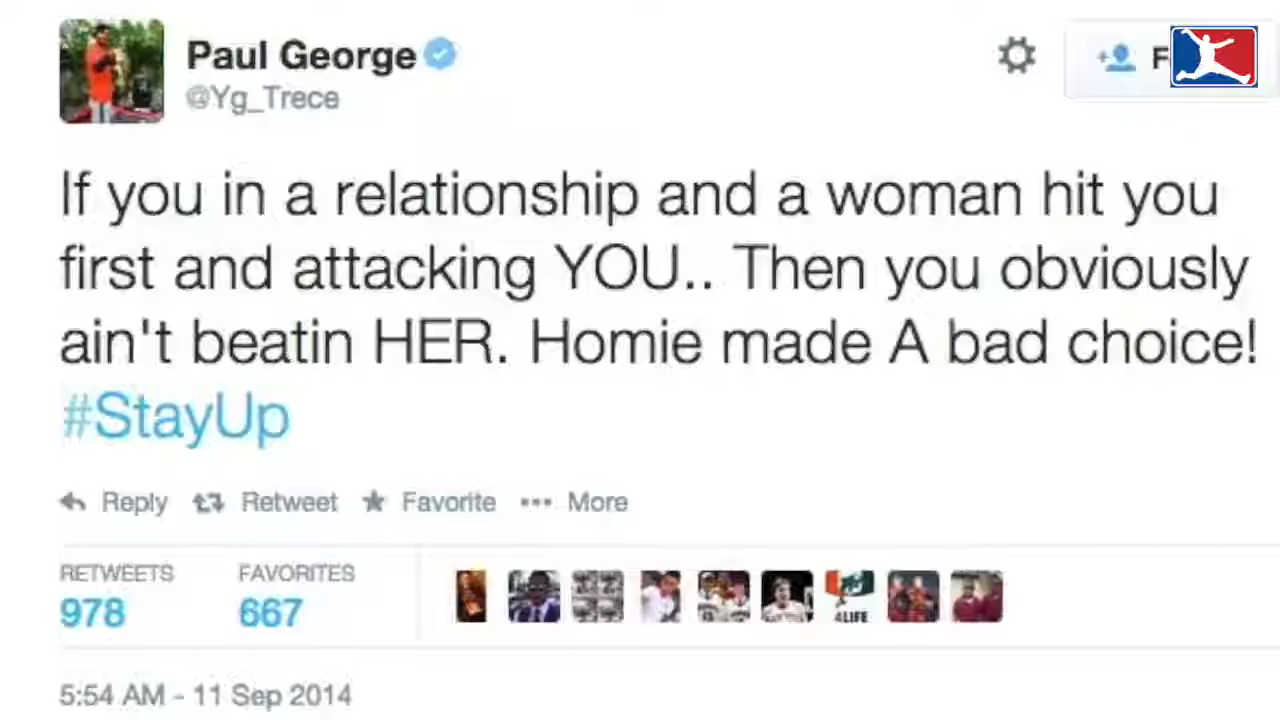 Paul George
@Yg_Trece
F
If you in a relationship and a woman hit you
first and attacking YOU.. Then you obviously
ain't beatin HER. Homie made A bad choice!
#StayUp
Reply Retweet Favorite More
RETWEETS FAVORITES
978 667
4LIFE
5:54 AM - 11 Sep 2014